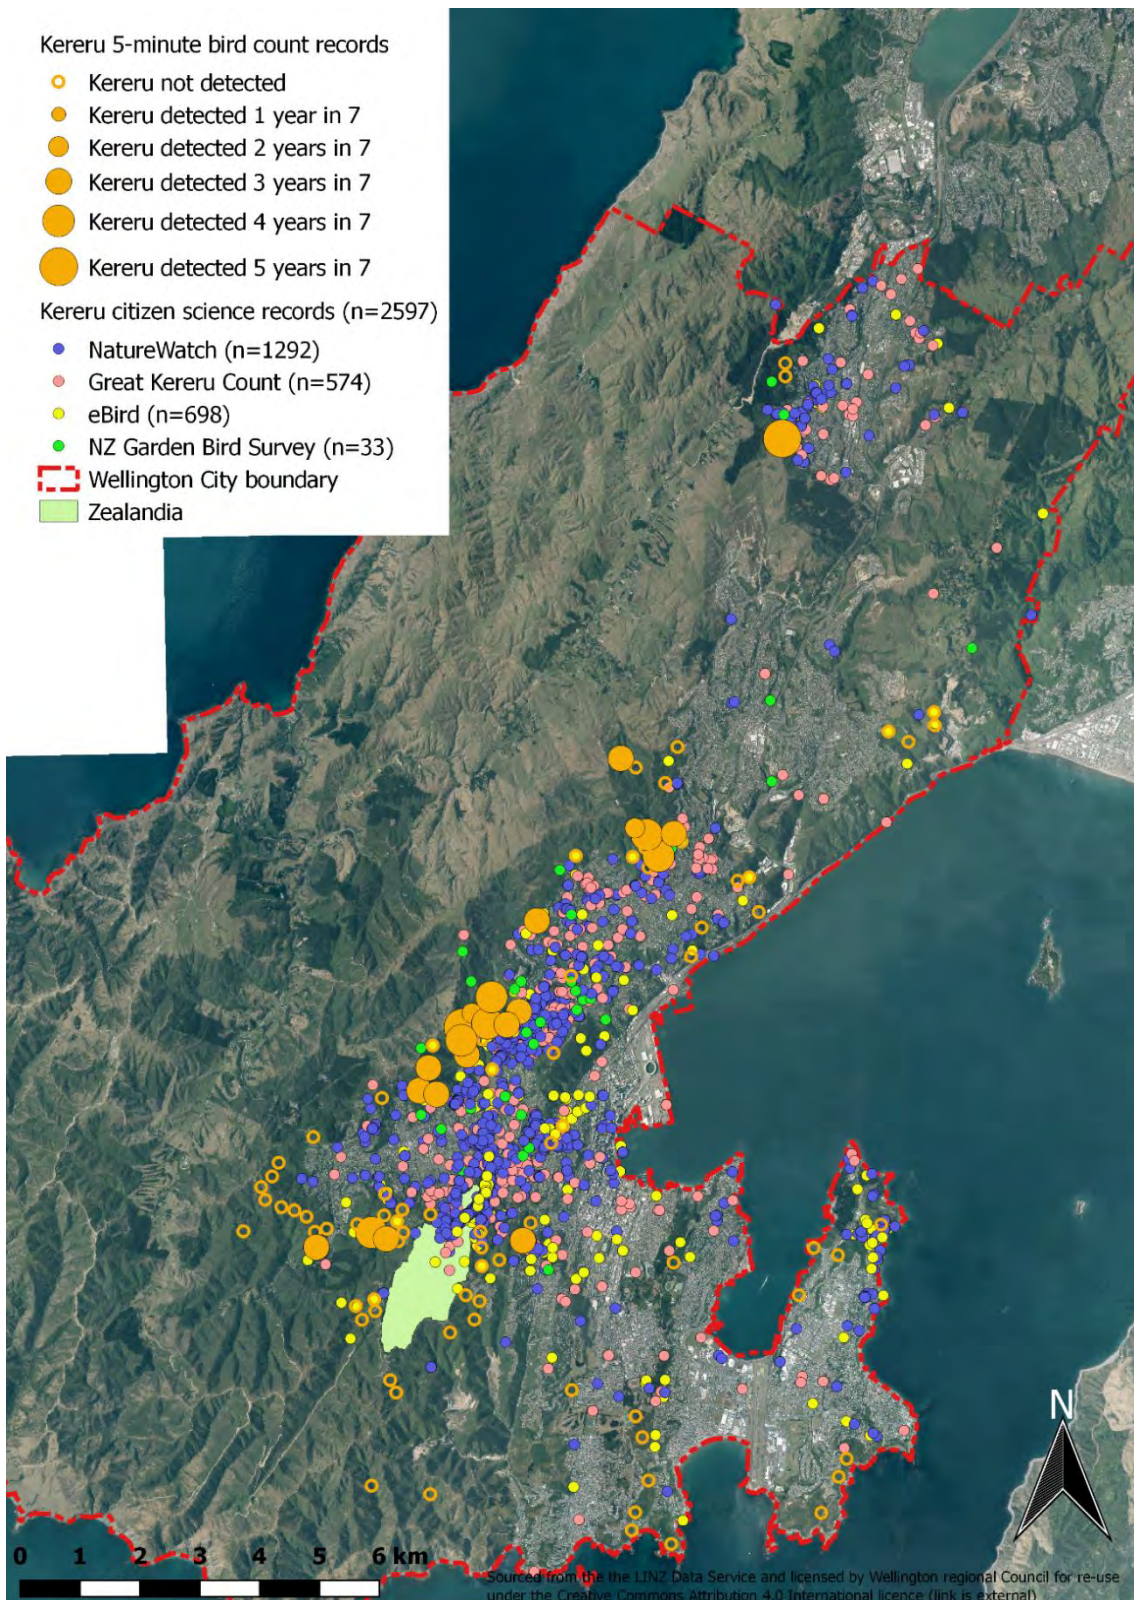 Kereru 5-minute bird count records
Kereru not detected
Kereru detected 1 year in 7
Kereru detected 2 years in 7
Kereru detected 3 years in 7
Kereru detected 4 years in 7
Kereru detected 5 years in 7
Kereru citizen science records (n=2597)
NatureWatch (n=1292)
Great Kereru Count (n=574)
eBird (n=698)
NZ Garden Bird Survey (n=33)
Wellington City boundary
Zealandia
N
0 1 2 3 4 5 6 km
Sourced from the the LINZ Data Service and licensed by Wellington regional Council for re-use
under the Creative Commons Attribution 4.0 International licence (link is external)